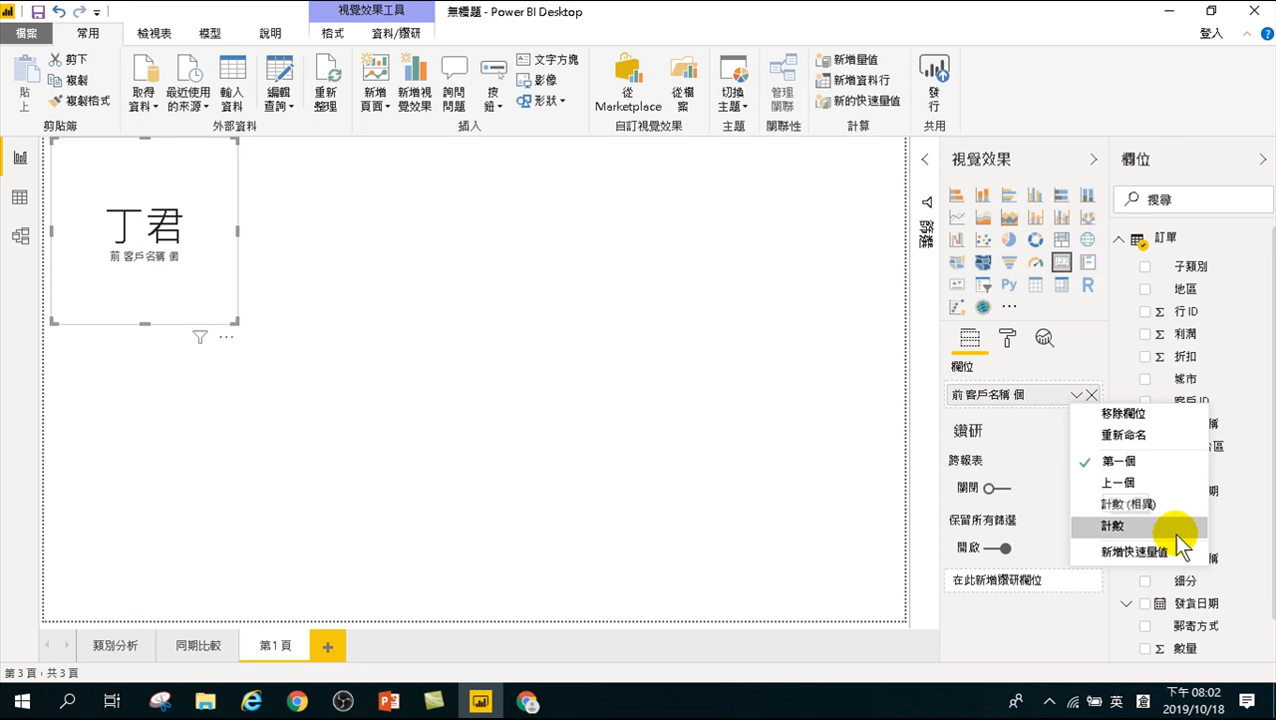 視覺效果工具
無標題 - Power BI Desktop
檔案
常用
檢視表
模型
說明
格式
資料/鑽研
登入
貼上
剪下
複製
複製格式
剪貼簿
取得資料
最近使用的來源
輸入資料
編輯查詢
重新整理
外部資料
新增頁面
新增視覺效果
詢問問題
按鈕
文字方塊
影像
形狀
插入
從 Marketplace
從檔案
自訂視覺效果
切換主題
主題
管理關聯
關聯性
新增量值
新增資料行
新的快速量值
計算
發行
共用
丁君
前 客戶名稱 個
篩選
視覺效果
Py
R
欄位
前 客戶名稱 個
鑽研
跨報表
關閉
保留所有篩選
開啟
在此新增鑽研欄位
移除欄位
重新命名
第一個
上一個
計數 (相異)
計數
新增快速量值
欄位
搜尋
訂單
子類別
地區
行 ID
利潤
折扣
城市
客戶 ID
稱
區
期
稱
細分
發貨日期
郵寄方式
數量
類別分析
同期比較
第 1 頁
第 3 頁，共 3 頁
英
下午 08:02
2019/10/18